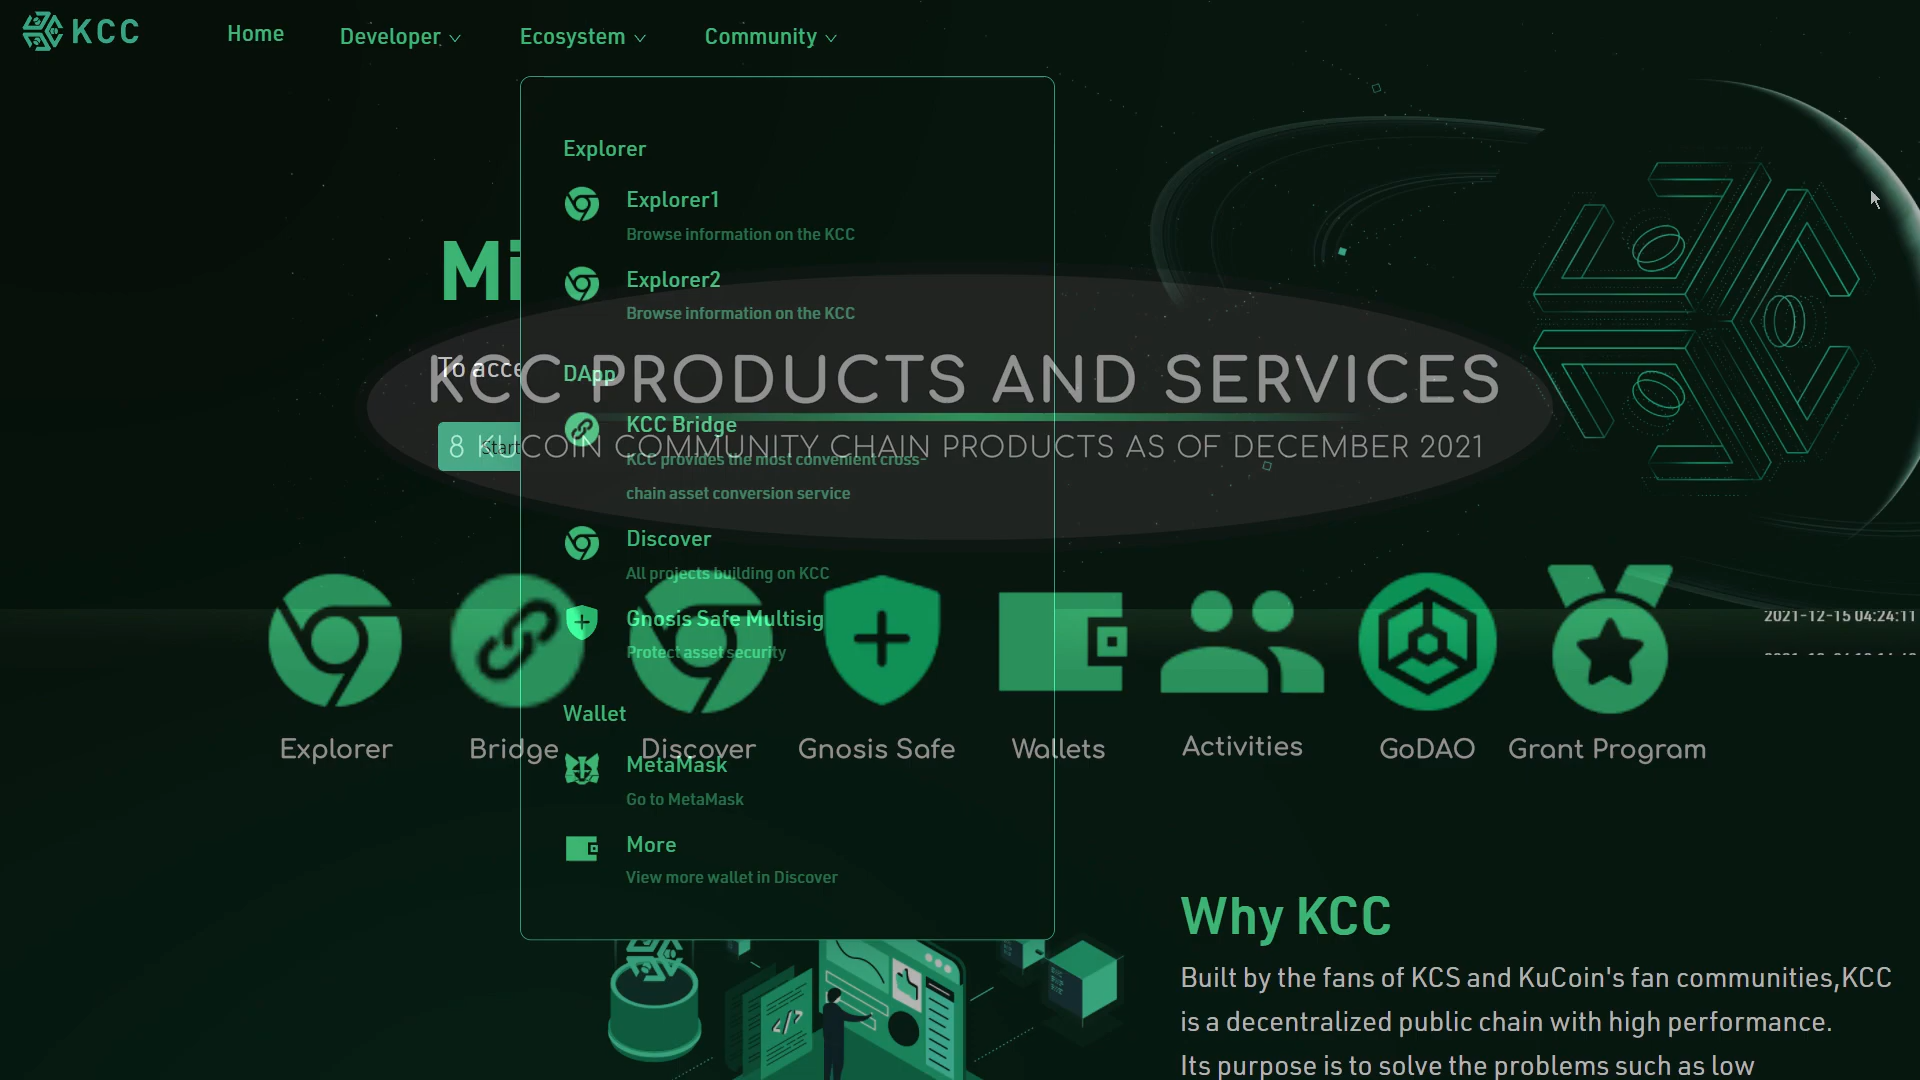 KCC
Home
Developer
Ecosystem
Community
Explorer
Explorer1
Browse information on the KCC
Explorer2
Browse information on the KCC
Mi
To acce
DApp
KCC PRODUCTS AND SERVICES
KCC Bridge
Start
8 KUCOIN COMMUNITY CHAIN PRODUCTS AS OF DECEMBER 2021
KCC provides the most convenient cross-
chain asset conversion service
Discover
All projects building on KCC
Gnosis Safe Multisig
Protect asset security
2021-12-15 04:24:11
Wallet
Explorer
Bridge
Discover
Gnosis Safe
Wallets
Activities
GoDAO
Grant Program
MetaMask
Go to MetaMask
More
View more wallet in Discover
Why KCC
Built by the fans of KCS and KuCoin's fan communities,KCC
is a decentralized public chain with high performance.
Its purpose is to solve the problems such as low